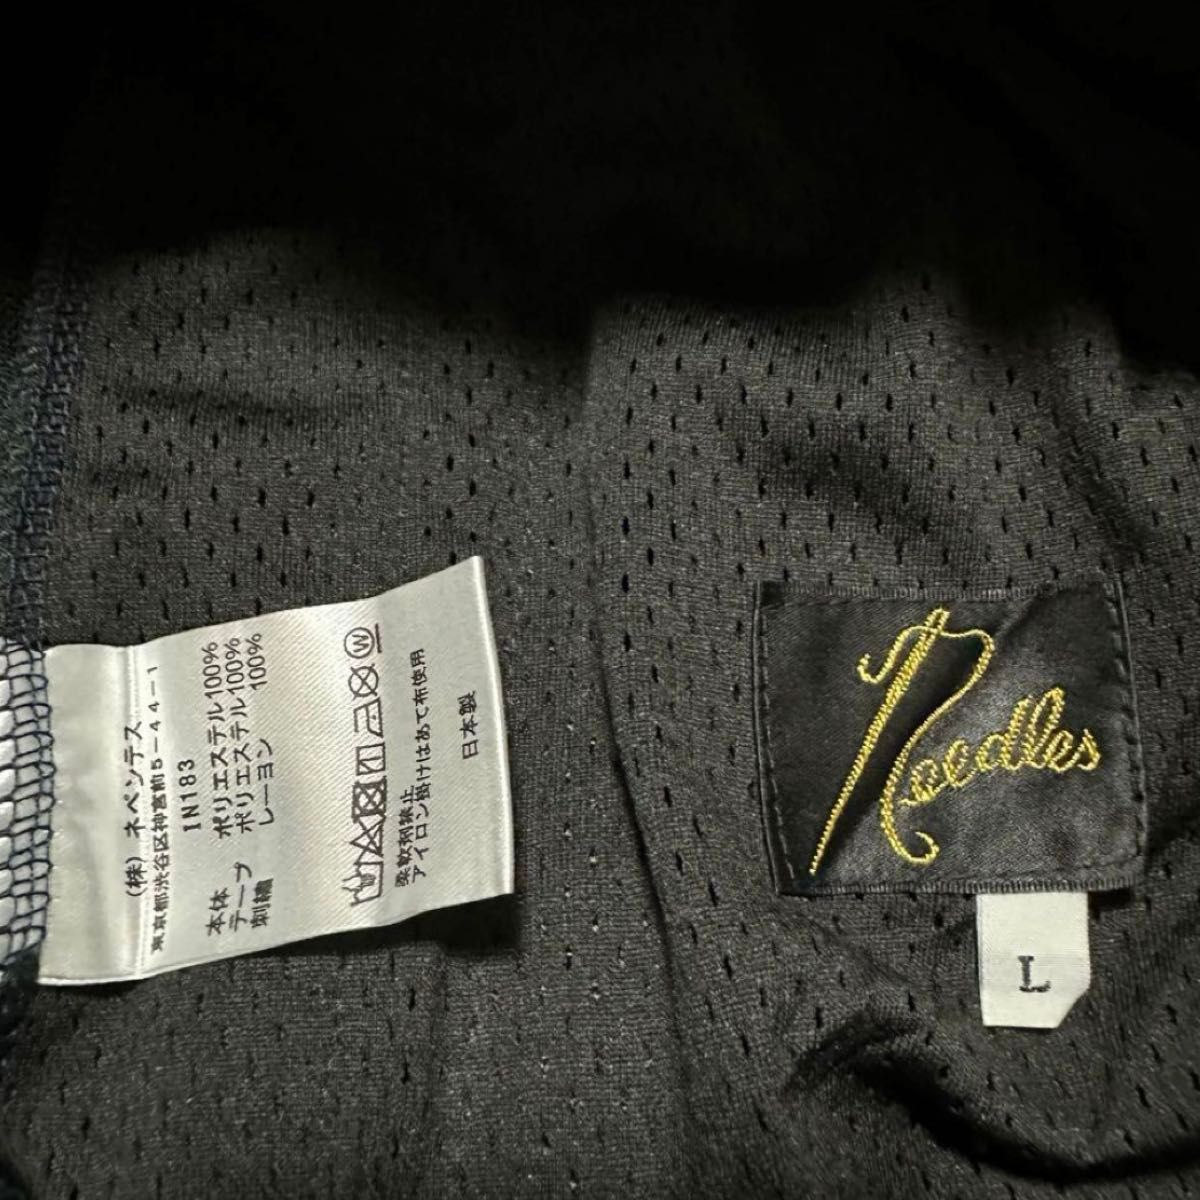 (株) ネペンテス
東京都渋谷区神宮前5-44-1
IN183
本体 ポリエステル100%
テープ ポリエステル100%
刺繍 レーヨン 100%
W
柔軟剤禁止
アイロン掛けはあて布使用
日本製
Needles
L